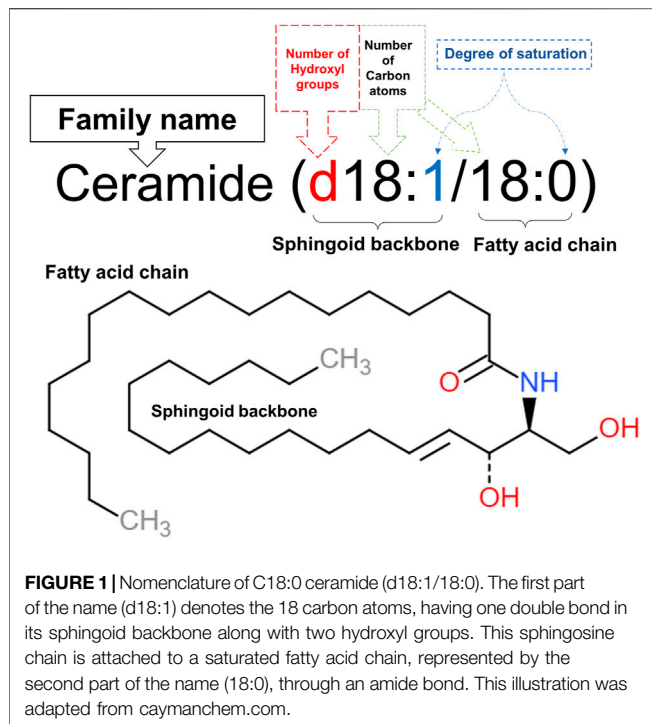 Number of
Hydroxyl
groups
Number
of
Carbon
atoms
Degree of saturation
Family name
Ceramide (d18:1/18:0)
Sphingoid backbone
Fatty acid chain
Fatty acid chain
CH3
Sphingoid backbone
O
NH
OH
OH
CH3
FIGURE 1 | Nomenclature of C18:0 ceramide (d18:1/18:0). The first part
of the name (d18:1) denotes the 18 carbon atoms, having one double bond in
its sphingoid backbone along with two hydroxyl groups. This sphingosine
chain is attached to a saturated fatty acid chain, represented by the
second part of the name (18:0), through an amide bond. This illustration was
adapted from caymanchem.com.